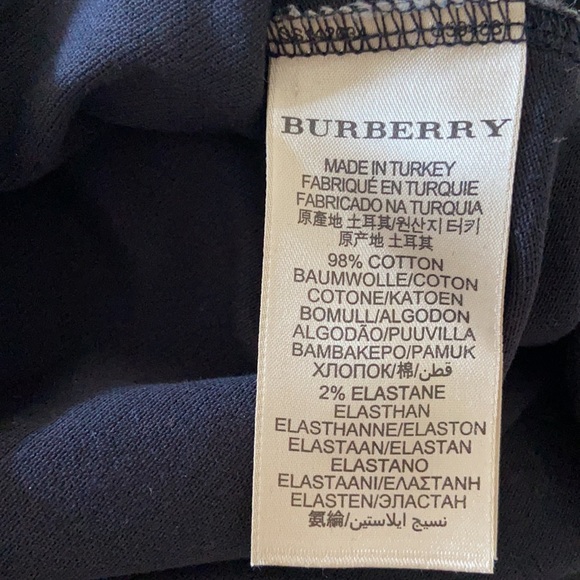 BURBERRY
MADE IN TURKEY
FABRIQUÉ EN TURQUIE
FABRICADO NA TURQUIA
原產地 土耳其/원산지 터키
原产地 土耳其
98% COTTON
BAUMWOLLE/COTON
COTONE/KATOEN
BOMULL/ALGODON
ALGODÃO/PUUVILLA
BAMBAKEPO/PAMUK
ХЛОПОК/棉/قطن
2% ELASTANE
ELASTHAN
ELASTHANNE/ELASTON
ELASTAAN/ELASTAN
ELASTANO
ELASTAANI/ΕΛΑΣΤΑΝΗ
ELASTEN/ЭЛАСТАН
氨綸/نسيج ايلاستين